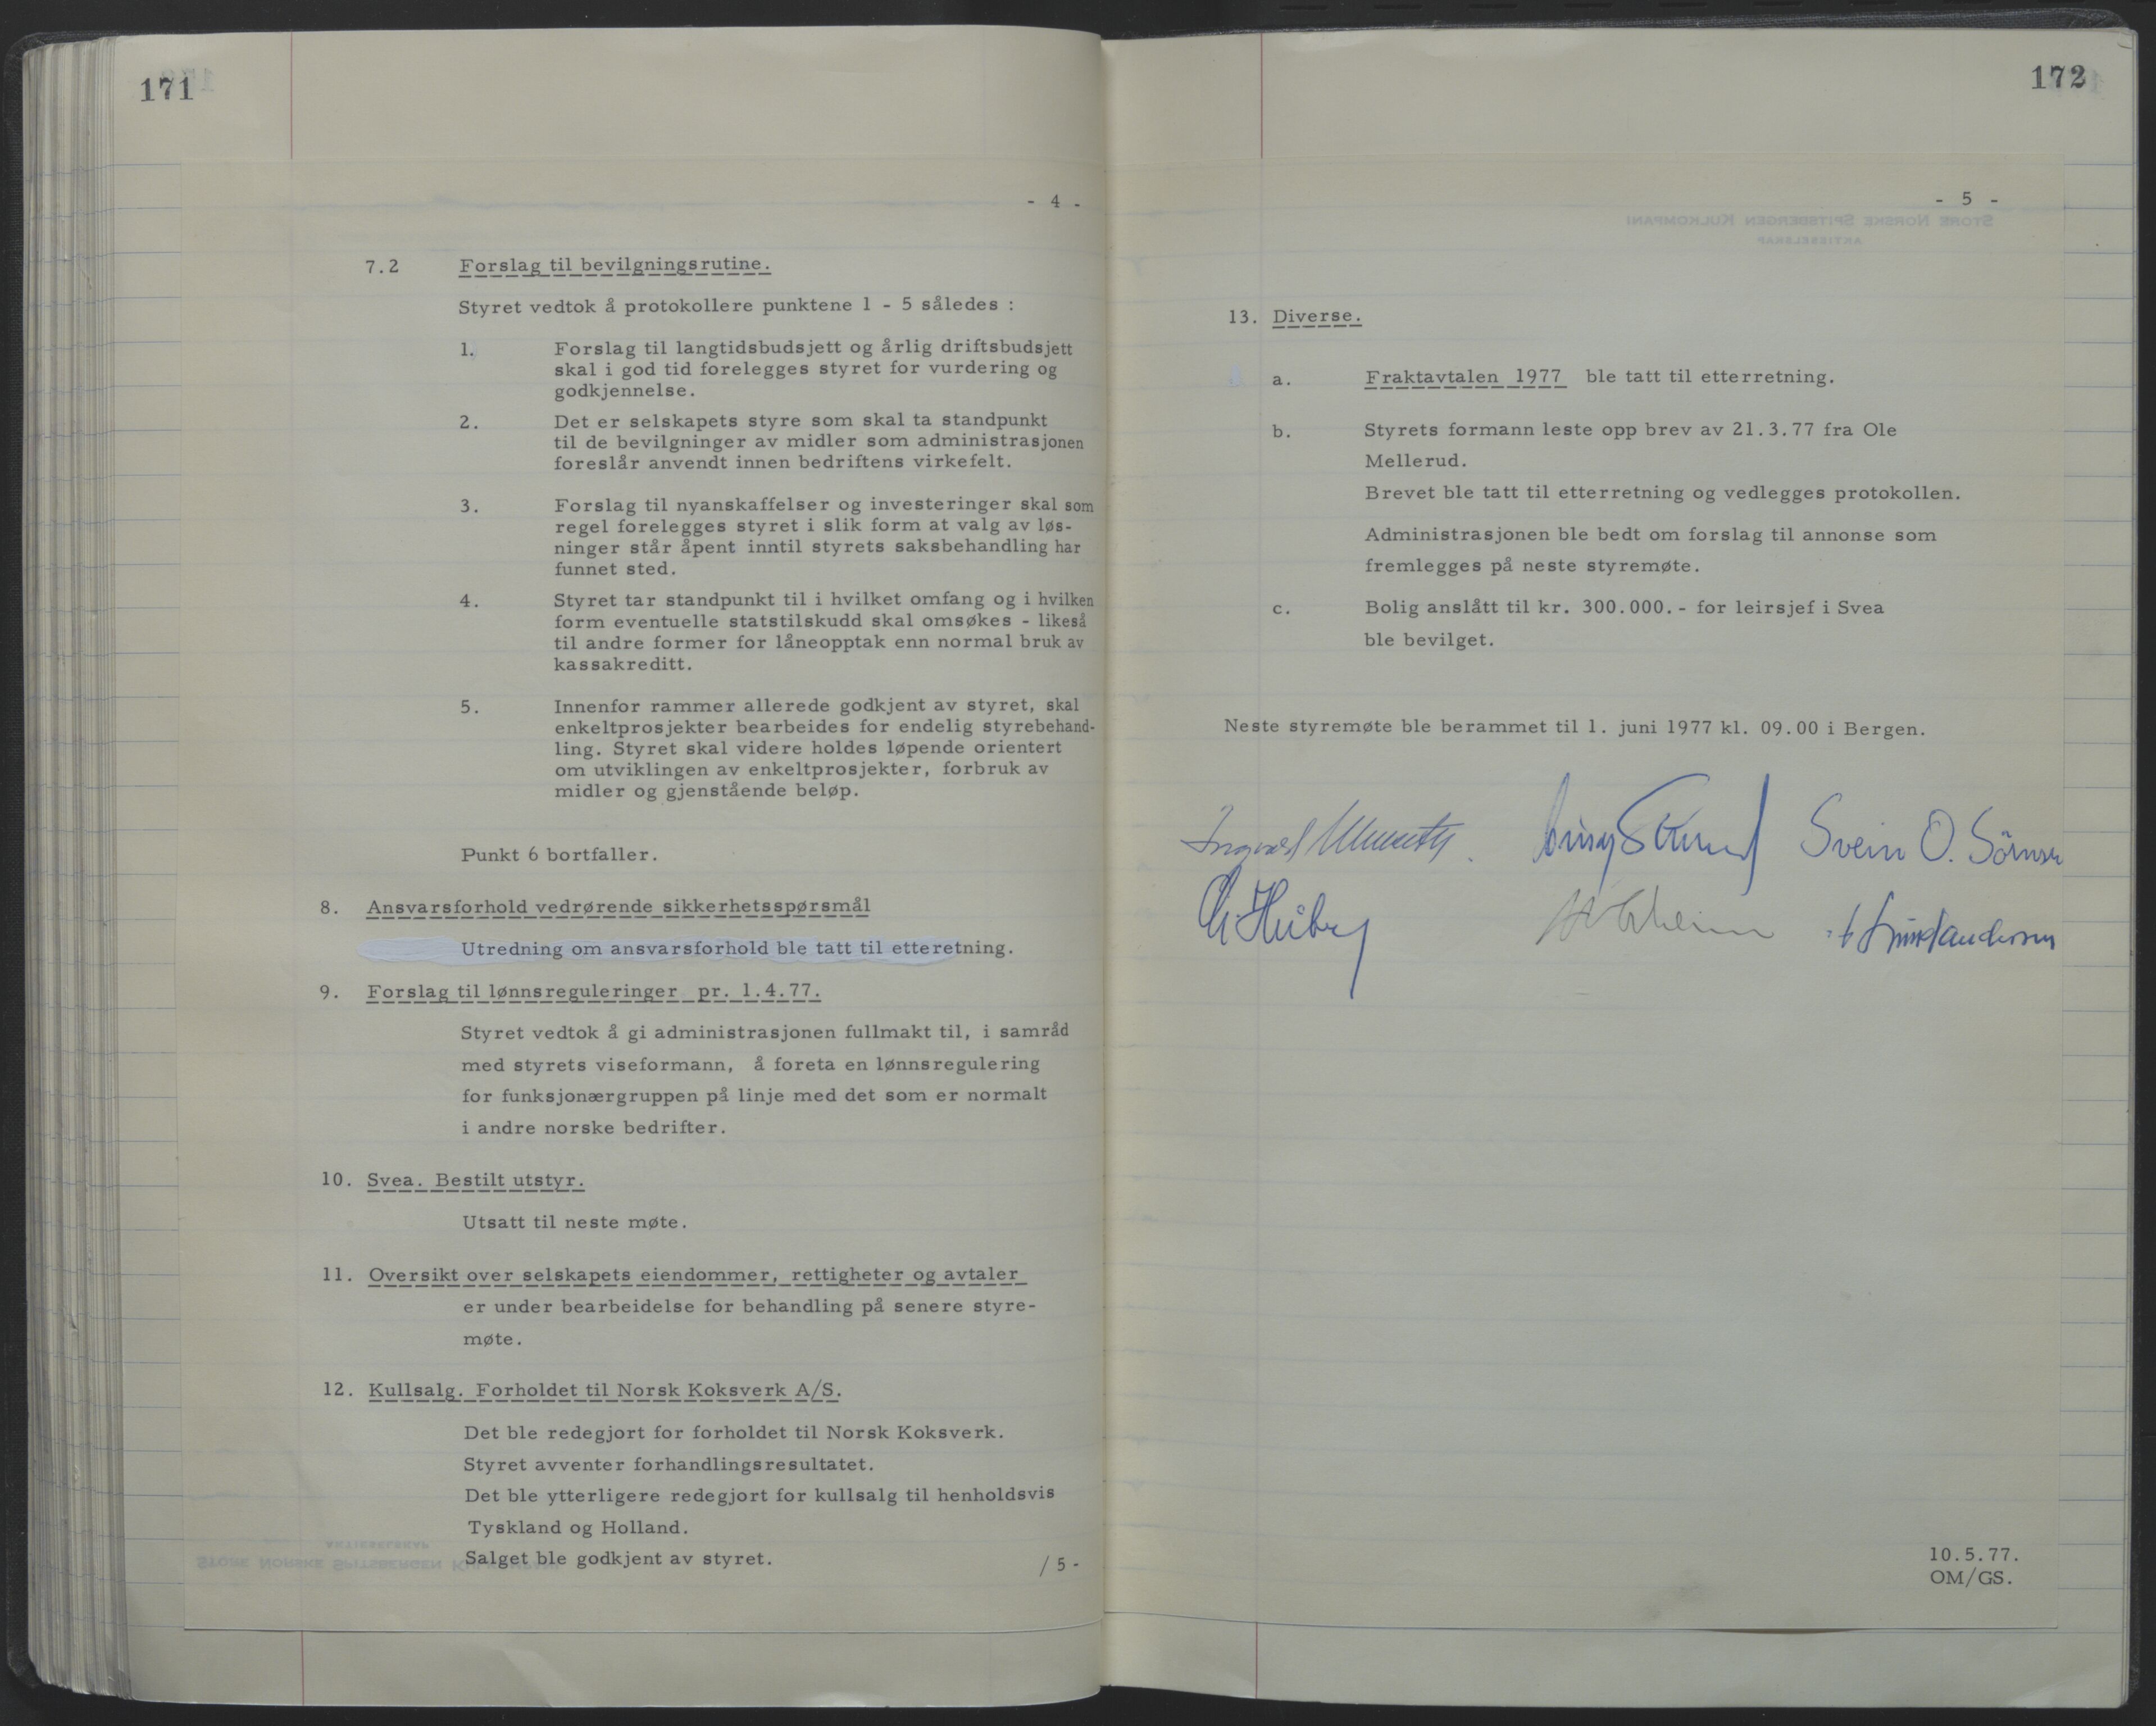 171
- 4 -
7.2 Forslag til bevilgningsrutine.
Styret vedtok å protokollere punktene 1 - 5 således :
1. Forslag til langtidsbudsjett og årlig driftsbudsjett
skal i god tid forelegges styret for vurdering og
godkjennelse.
2. Det er selskapets styre som skal ta standpunkt
til de bevilgninger av midler som administrasjonen
foreslår anvendt innen bedriftens virkefelt.
3. Forslag til nyanskaffelser og investeringer skal som
regel forelegges styret i slik form at valg av løs-
ninger står åpent inntil styrets saksbehandling har
funnet sted.
4. Styret tar standpunkt til i hvilket omfang og i hvilken
form eventuelle statstilskudd skal omsøkes - likeså
til andre former for låneopptak enn normal bruk av
kassakreditt.
5. Innenfor rammer allerede godkjent av styret, skal
enkeltprosjekter bearbeides for endelig styrebehand-
ling. Styret skal videre holdes løpende orientert
om utviklingen av enkeltprosjekter, forbruk av
midler og gjenstående beløp.
Punkt 6 bortfaller.
8. Ansvarsforhold vedrørende sikkerhetsspørsmål
Utredning om ansvarsforhold ble tatt til etteretning.
9. Forslag til lønnsreguleringer pr. 1.4.77.
Styret vedtok å gi administrasjonen fullmakt til, i samråd
med styrets viseformann, å foreta en lønnsregulering
for funksjonærgruppen på linje med det som er normalt
i andre norske bedrifter.
10. Svea. Bestilt utstyr.
Utsatt til neste møte.
11. Oversikt over selskapets eiendommer, rettigheter og avtaler
er under bearbeidelse for behandling på senere styre-
møte.
12. Kullsalg. Forholdet til Norsk Koksverk A/S.
Det ble redegjort for forholdet til Norsk Koksverk.
Styret avventer forhandlingsresultatet.
Det ble ytterligere redegjort for kullsalg til henholdsvis
Tyskland og Holland.
Salget ble godkjent av styret.
/ 5 -
172
- 5 -
STORE NORSKE SPITSBERGEN KULKOMPANI
AKTIESELSKAP
13. Diverse.
a. Fraktavtalen 1977 ble tatt til etterretning.
b. Styrets formann leste opp brev av 21.3.77 fra Ole
Mellerud.
Brevet ble tatt til etterretning og vedlegges protokollen.
Administrasjonen ble bedt om forslag til annonse som
fremlegges på neste styremøte.
c. Bolig anslått til kr. 300.000.- for leirsjef i Svea
ble bevilget.
Neste styremøte ble berammet til 1. juni 1977 kl. 09.00 i Bergen.
Svein O.
10.5.77.
OM/GS.